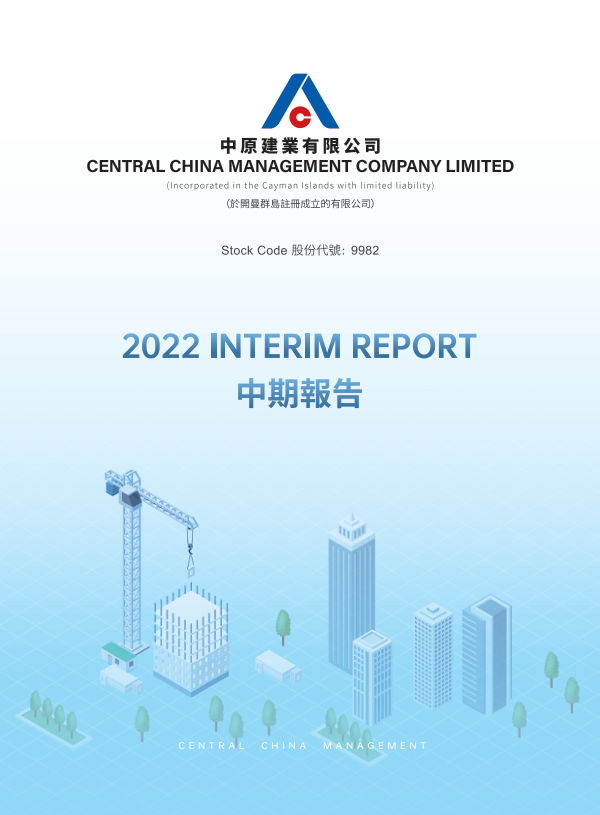 中原建業有限公司
CENTRAL CHINA MANAGEMENT COMPANY LIMITED
(Incorporated in the Cayman Islands with limited liability)
（於開曼群島註冊成立的有限公司）
Stock Code 股份代號: 9982
2022 INTERIM REPORT
中期報告
CENTRAL CHINA MANAGEMENT